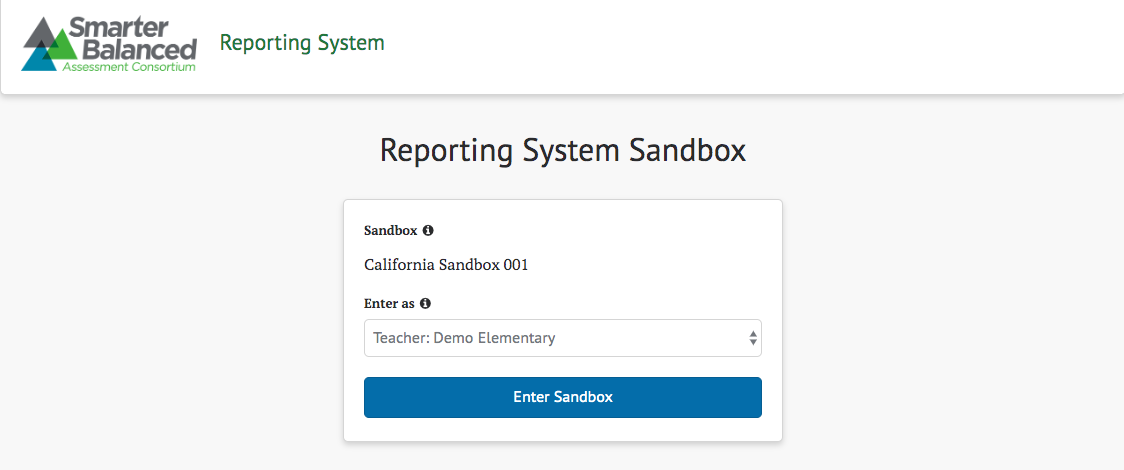 Smarter
Balanced
Assessment Consortium
Reporting System
Reporting System Sandbox
Sandbox
California Sandbox 001
Enter as
Teacher: Demo Elementary
Enter Sandbox